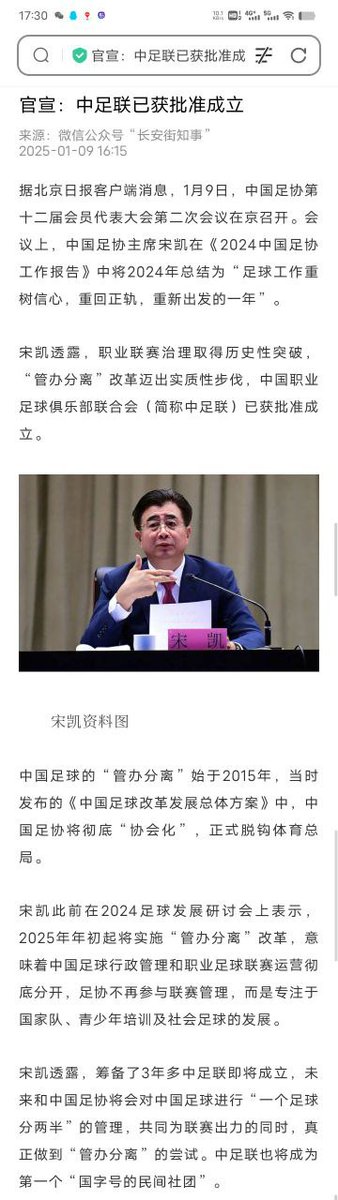 17:30
官宣：中足联已获批准成
官宣：中足联已获批准成立
来源：微信公众号“长安街知事”
2025-01-09 16:15
据北京日报客户端消息，1月9日，中国足协第
十二届会员代表大会第二次会议在京召开。会
议上，中国足协主席宋凯在《2024中国足协
工作报告》中将2024年总结为“足球工作重
树信心，重回正轨，重新出发的一年”。
宋凯透露，职业联赛治理取得历史性突破，
“管办分离”改革迈出实质性步伐，中国职业
足球俱乐部联合会（简称中足联）已获批准成
立。
宋 凯
宋凯资料图
中国足球的“管办分离”始于2015年，当时
发布的《中国足球改革发展总体方案》中，中
国足协将彻底“协会化”，正式脱钩体育总
局。
宋凯此前在2024足球发展研讨会上表示，
2025年年初起将实施“管办分离”改革，意
味着中国足球行政管理和职业足球联赛运营彻
底分开，足协不再参与联赛管理，而是专注于
国家队、青少年培训及社会足球的发展。
宋凯透露，筹备了3年多中足联即将成立，未
来和中国足协将会对中国足球进行“一个足球
分两半”的管理，共同为联赛出力的同时，真
正做到“管办分离”的尝试。中足联也将成为
第一个“国字号的民间社团”。